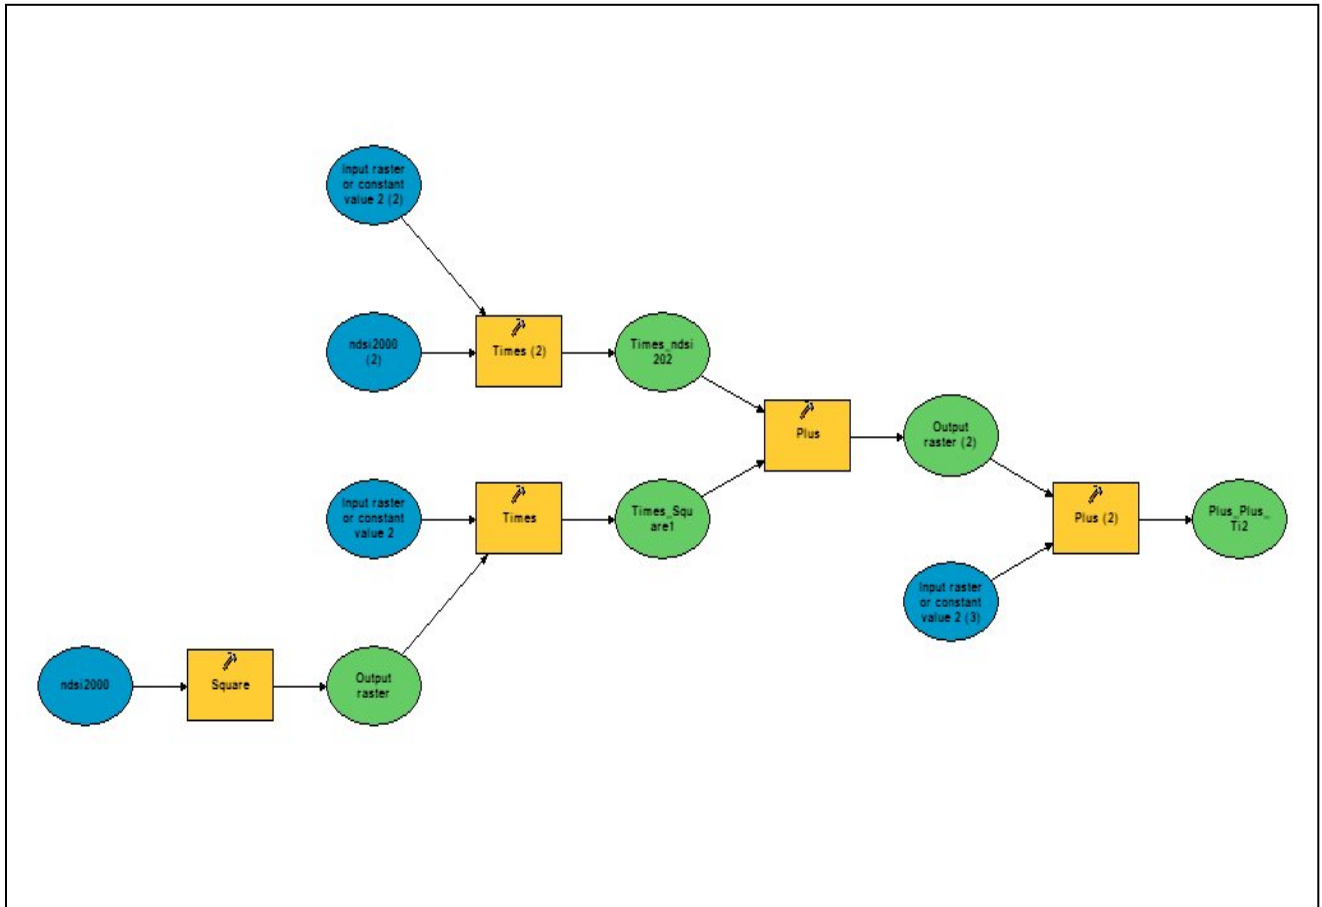 Input raster
or constant
value 2 (2)
ndsi2000
(2)
Times (2)
Times_ndsi
202
Plus
Output
raster (2)
Input raster
or constant
value 2
Times
Times_Squ
are1
Plus (2)
Plus_Plus_
Ti2
Input raster
or constant
value 2 (3)
ndsi2000
Square
Output
raster